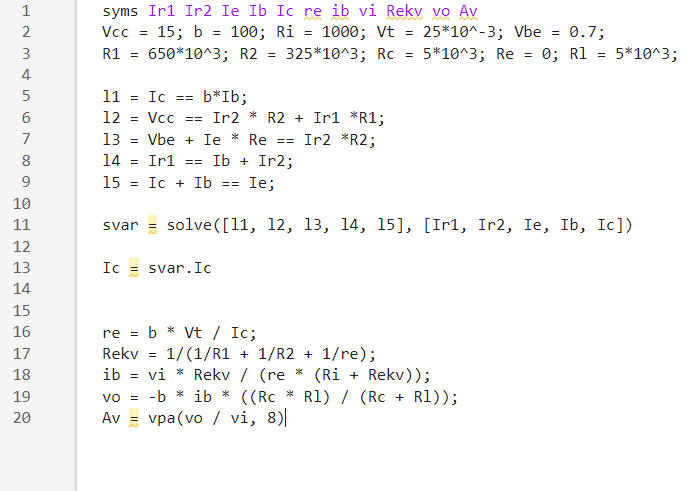 1 syms Ir1 Ir2 Ie Ib Ic re ib vi Rekv vo Av
2 Vcc = 15; b = 100; Ri = 1000; Vt = 25*10^-3; Vbe = 0.7;
3 R1 = 650*10^3; R2 = 325*10^3; Rc = 5*10^3; Re = 0; Rl = 5*10^3;
4
5 l1 = Ic == b*Ib;
6 l2 = Vcc == Ir2 * R2 + Ir1 *R1;
7 l3 = Vbe + Ie * Re == Ir2 *R2;
8 l4 = Ir1 == Ib + Ir2;
9 l5 = Ic + Ib == Ie;
10
11 svar = solve([l1, l2, l3, l4, l5], [Ir1, Ir2, Ie, Ib, Ic])
12
13 Ic = svar.Ic
14
15
16 re = b * Vt / Ic;
17 Rekv = 1/(1/R1 + 1/R2 + 1/re);
18 ib = vi * Rekv / (re * (Ri + Rekv));
19 vo = -b * ib * ((Rc * Rl) / (Rc + Rl));
20 Av = vpa(vo / vi, 8)